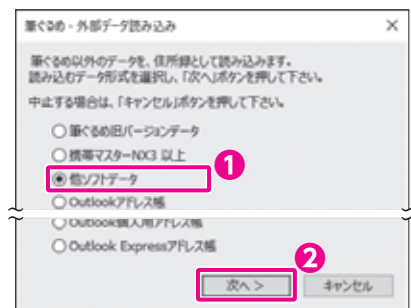 筆ぐるめ - 外部データ読み込み
筆ぐるめ以外のデータを、住所録として読み込みます。
読み込むデータ形式を選択し、「次へ」ボタンを押して下さい。
中止する場合は、「キャンセル」ボタンを押して下さい。
筆ぐるめ旧バージョンデータ
携帯マスターNX3 以上
1
他ソフトデータ
Outlookアドレス帳
Outlook個人用アドレス帳
Outlook Expressアドレス帳
2
次へ >
キャンセル